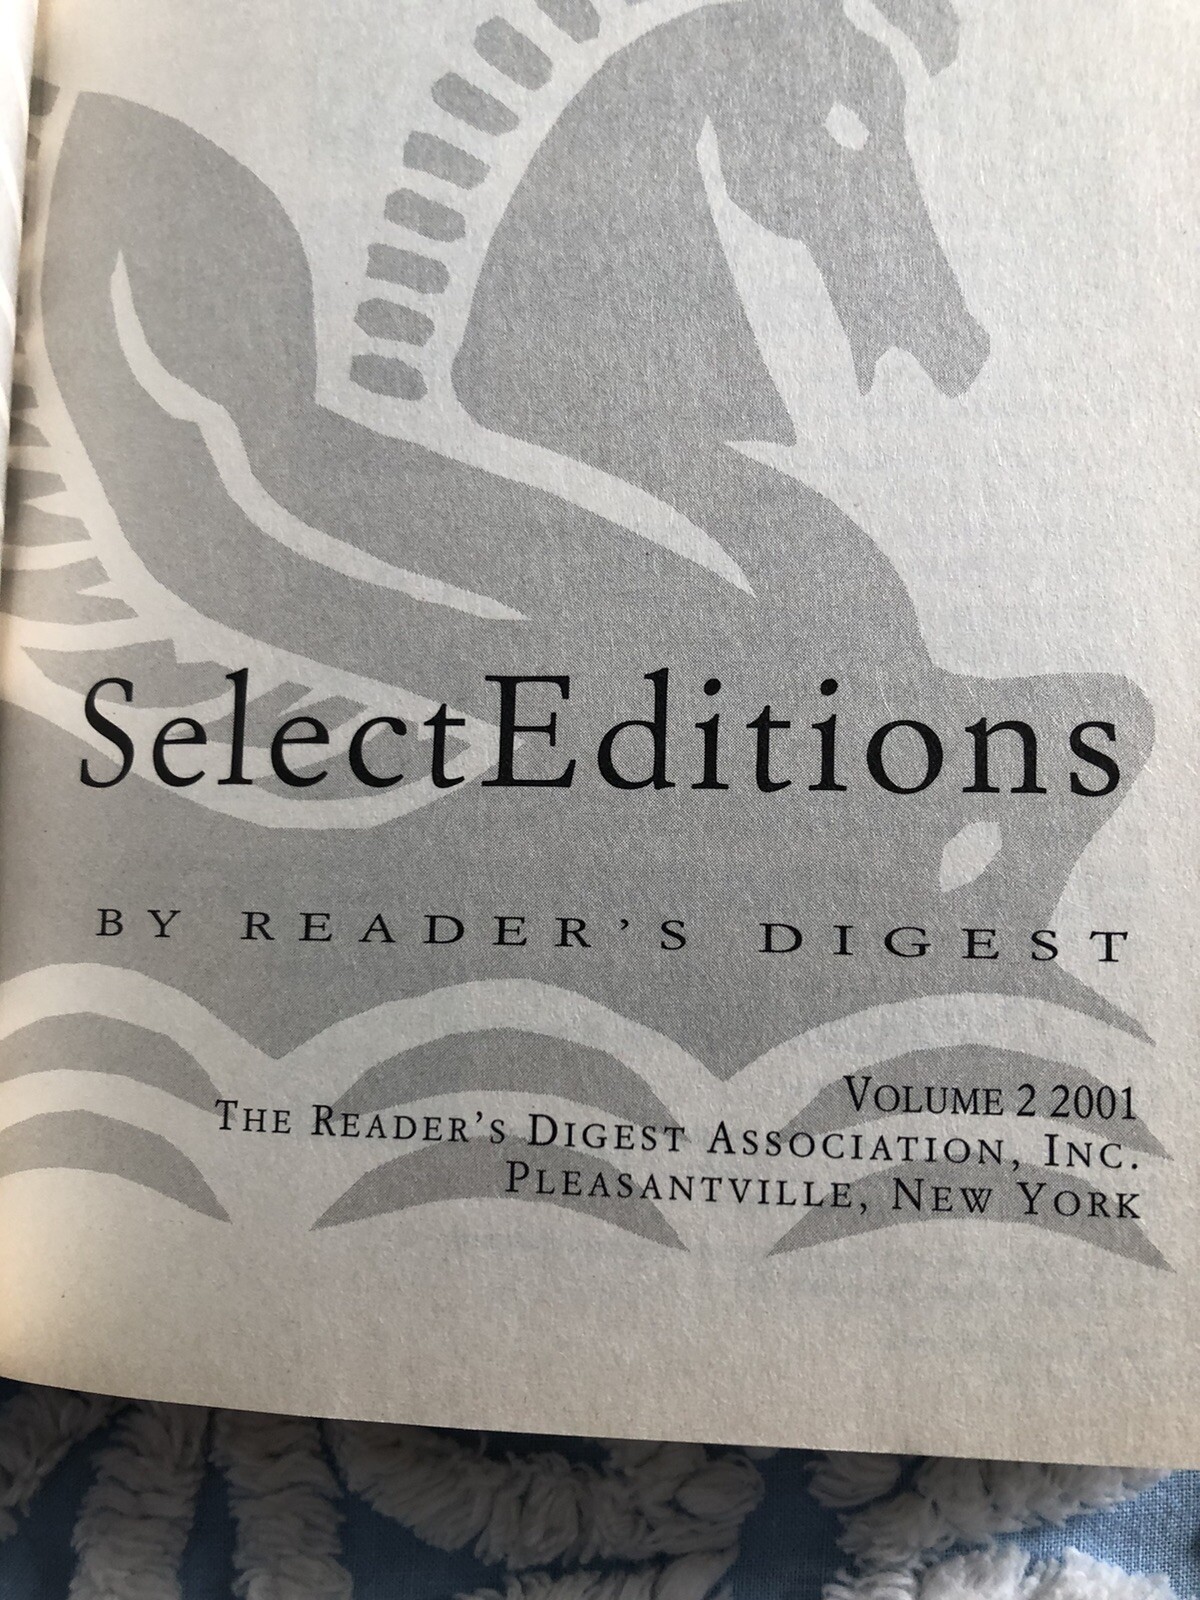 SelectEditions
BY READER'S DIGEST
VOLUME 2 2001
THE READER'S DIGEST ASSOCIATION, INC.
PLEASANTVILLE, NEW YORK